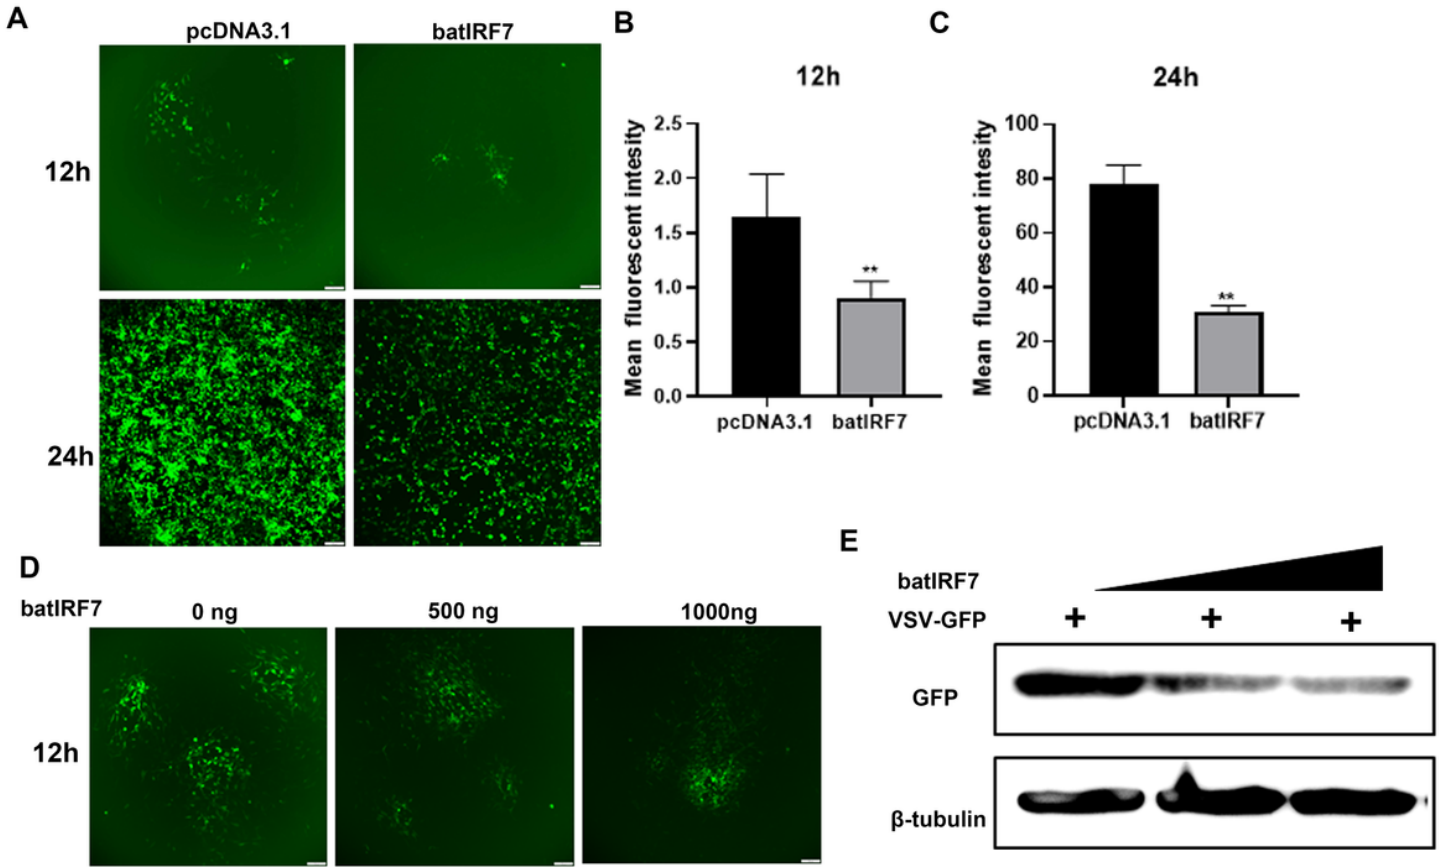 A
pcDNA3.1
batIRF7
12h
24h
B
12h
Mean fluorescent intesity
2.5
2.0
1.5
1.0
0.5
0.0
**
pcDNA3.1
batIRF7
C
24h
Mean fluorescent intesity
100
80
60
40
20
0
**
pcDNA3.1
batIRF7
D
batIRF7
0 ng
500 ng
1000ng
12h
E
batIRF7
VSV-GFP
+
+
+
GFP
β-tubulin